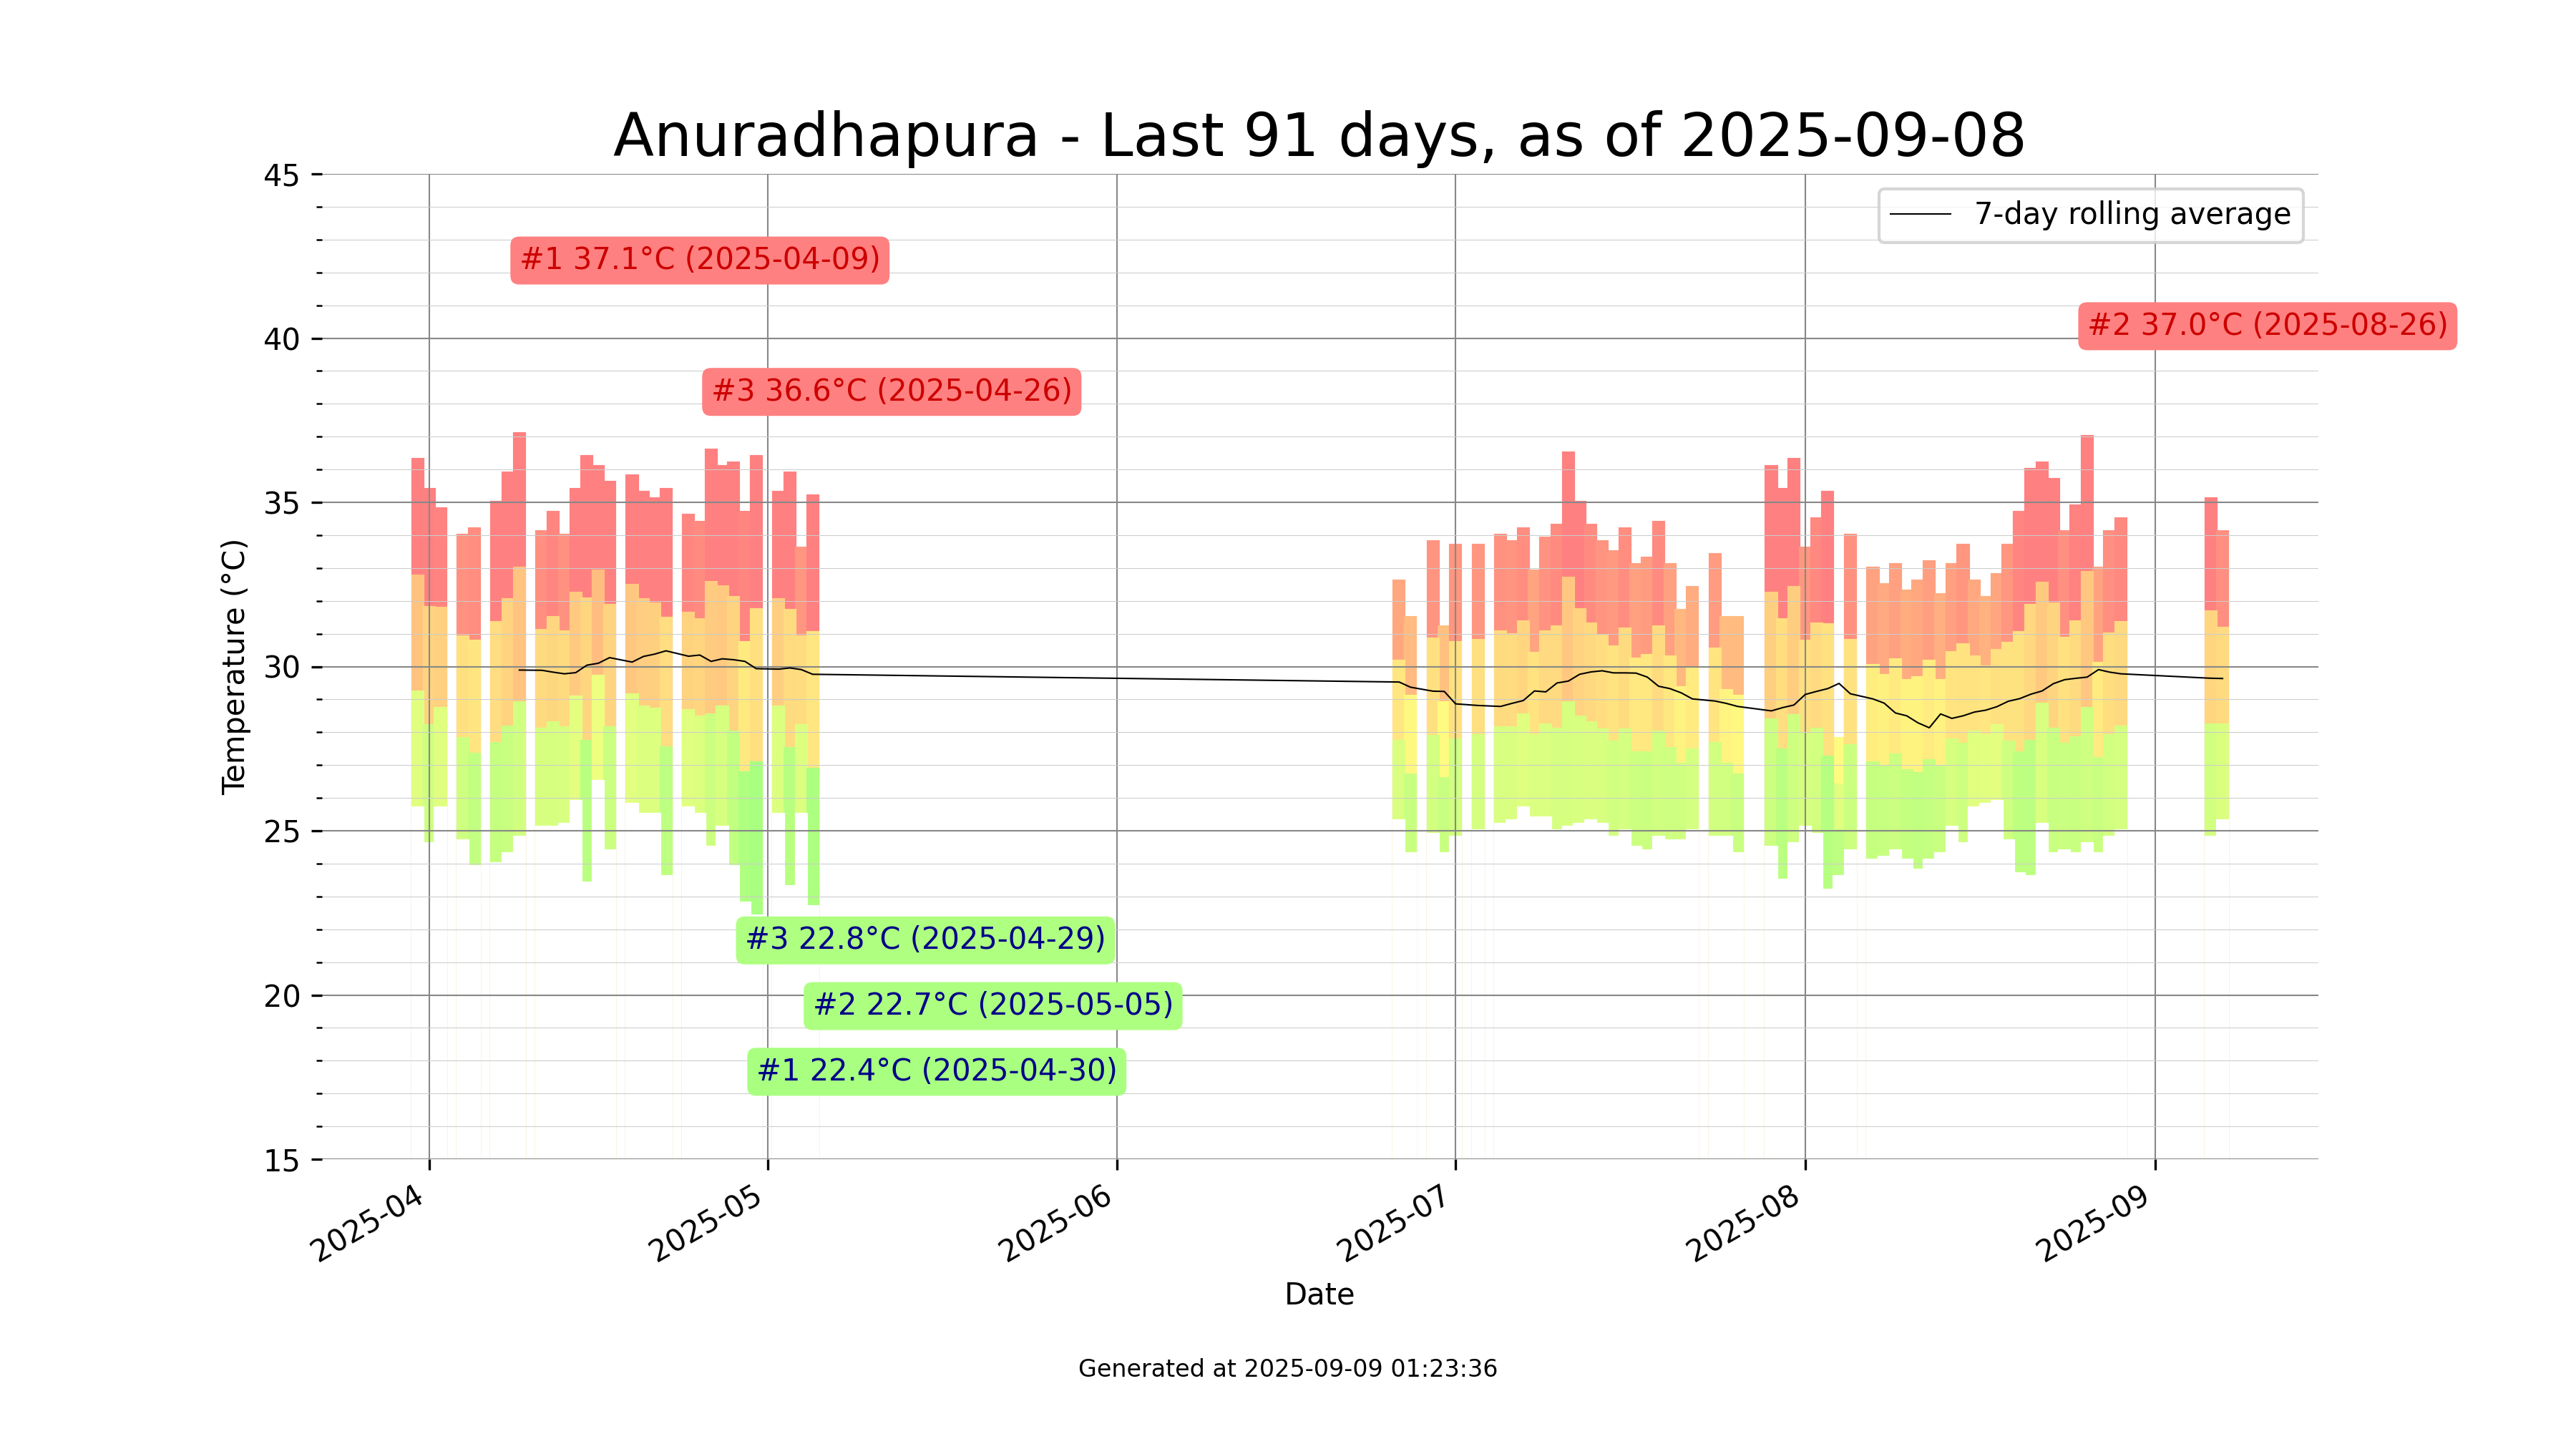 Anuradhapura - Last 91 days, as of 2025-09-08
7-day rolling average
#1 37.1°C (2025-04-09)
#2 37.0°C (2025-08-26)
#3 36.6°C (2025-04-26)
#3 22.8°C (2025-04-29)
#2 22.7°C (2025-05-05)
#1 22.4°C (2025-04-30)
Temperature (°C)
45
40
35
30
25
20
15
2025-04
2025-05
2025-06
2025-07
2025-08
2025-09
Date
Generated at 2025-09-09 01:23:36